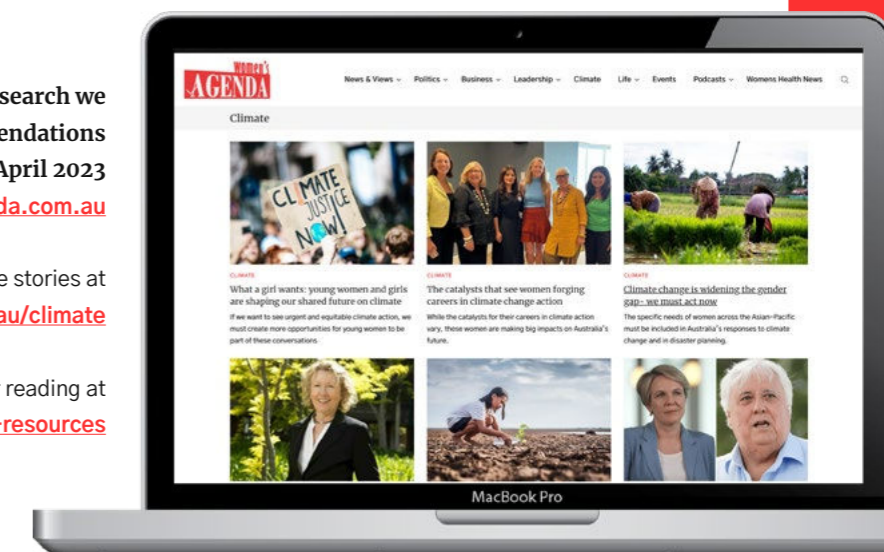 search we
endations
April 2023
da.com.au
e stories at
au/climate
reading at
-resources
women's
AGENDA
News & Views
Politics
Business
Leadership
Climate
Life
Events
Podcasts
Womens Health News
Climate
CLIMATE
JUSTICE
NOW!
CLIMATE
What a girl wants: young women and girls
are shaping our shared future on climate
If we want to see urgent and equitable climate action, we
must create more opportunities for young women to be
part of these conversations.
CLIMATE
The catalysts that see women forging
careers in climate change action
While the catalysts for their careers in climate action
vary, these women are making big impacts on Australia's
future.
CLIMATE
Climate change is widening the gender
gap- we must act now
The specific needs of women across the Asian-Pacific
must be included in Australia's responses to climate
change and in disaster planning.
MacBook Pro